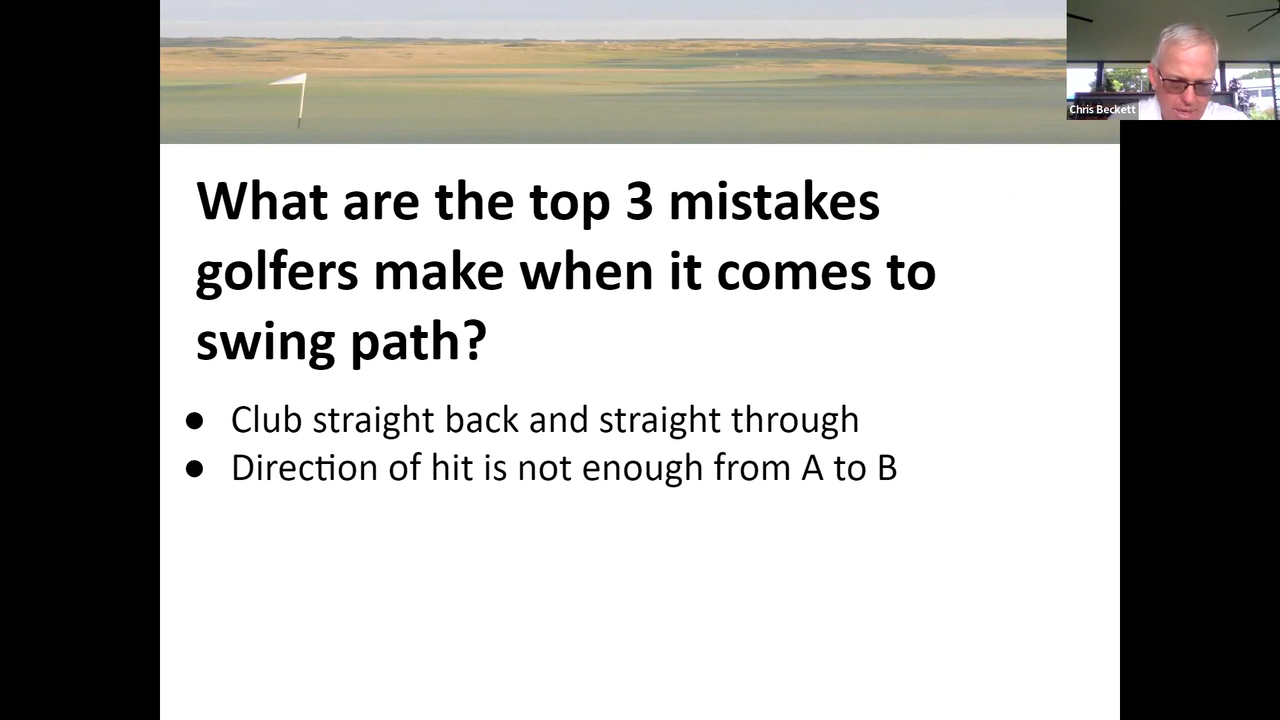 Chris Beckett
What are the top 3 mistakes
golfers make when it comes to
swing path?
● Club straight back and straight through
● Direction of hit is not enough from A to B